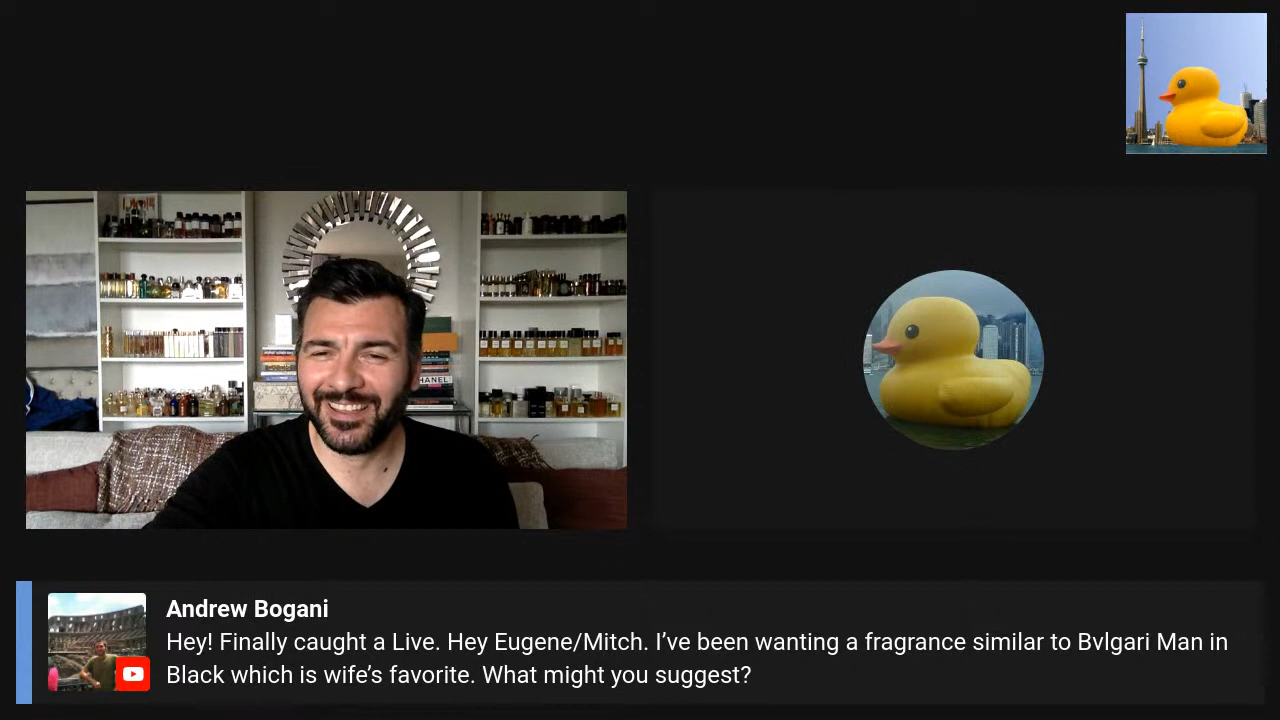 CHANEL
Andrew Bogani
Hey! Finally caught a Live. Hey Eugene/Mitch. I’ve been wanting a fragrance similar to Bvlgari Man in
Black which is wife’s favorite. What might you suggest?